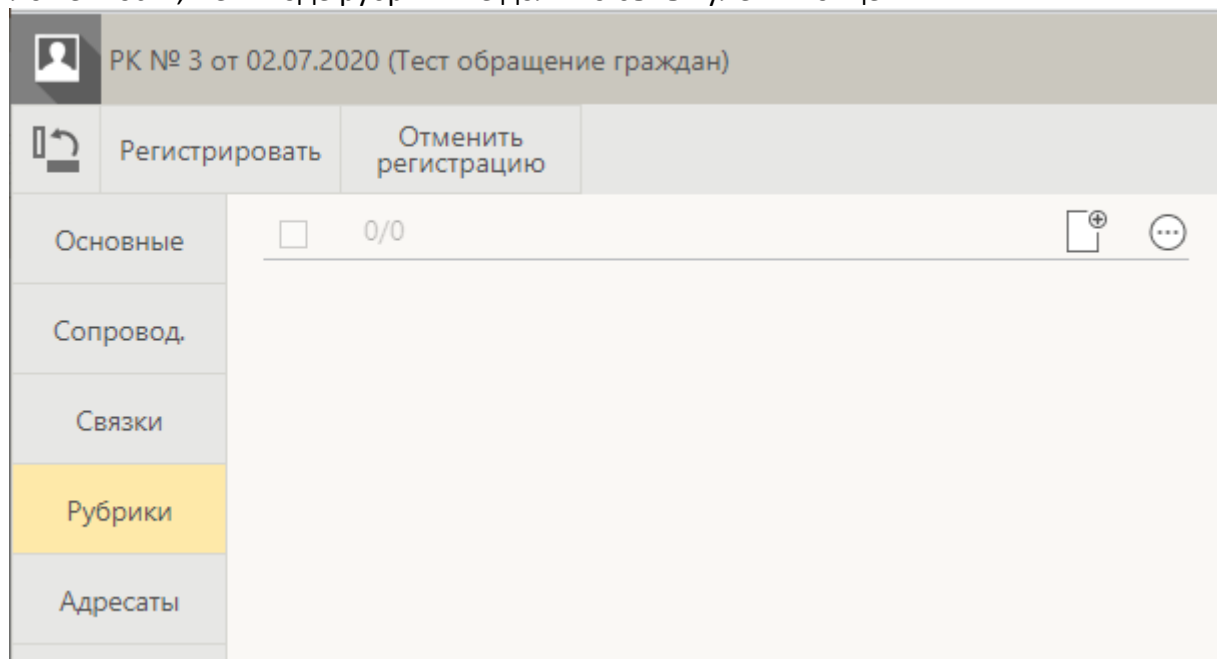 РК № 3 от 02.07.2020 (Тест обращение граждан)
Регистрировать
Отменить
регистрацию
Основные
0/0
Сопровод.
Связки
Рубрики
Адресаты